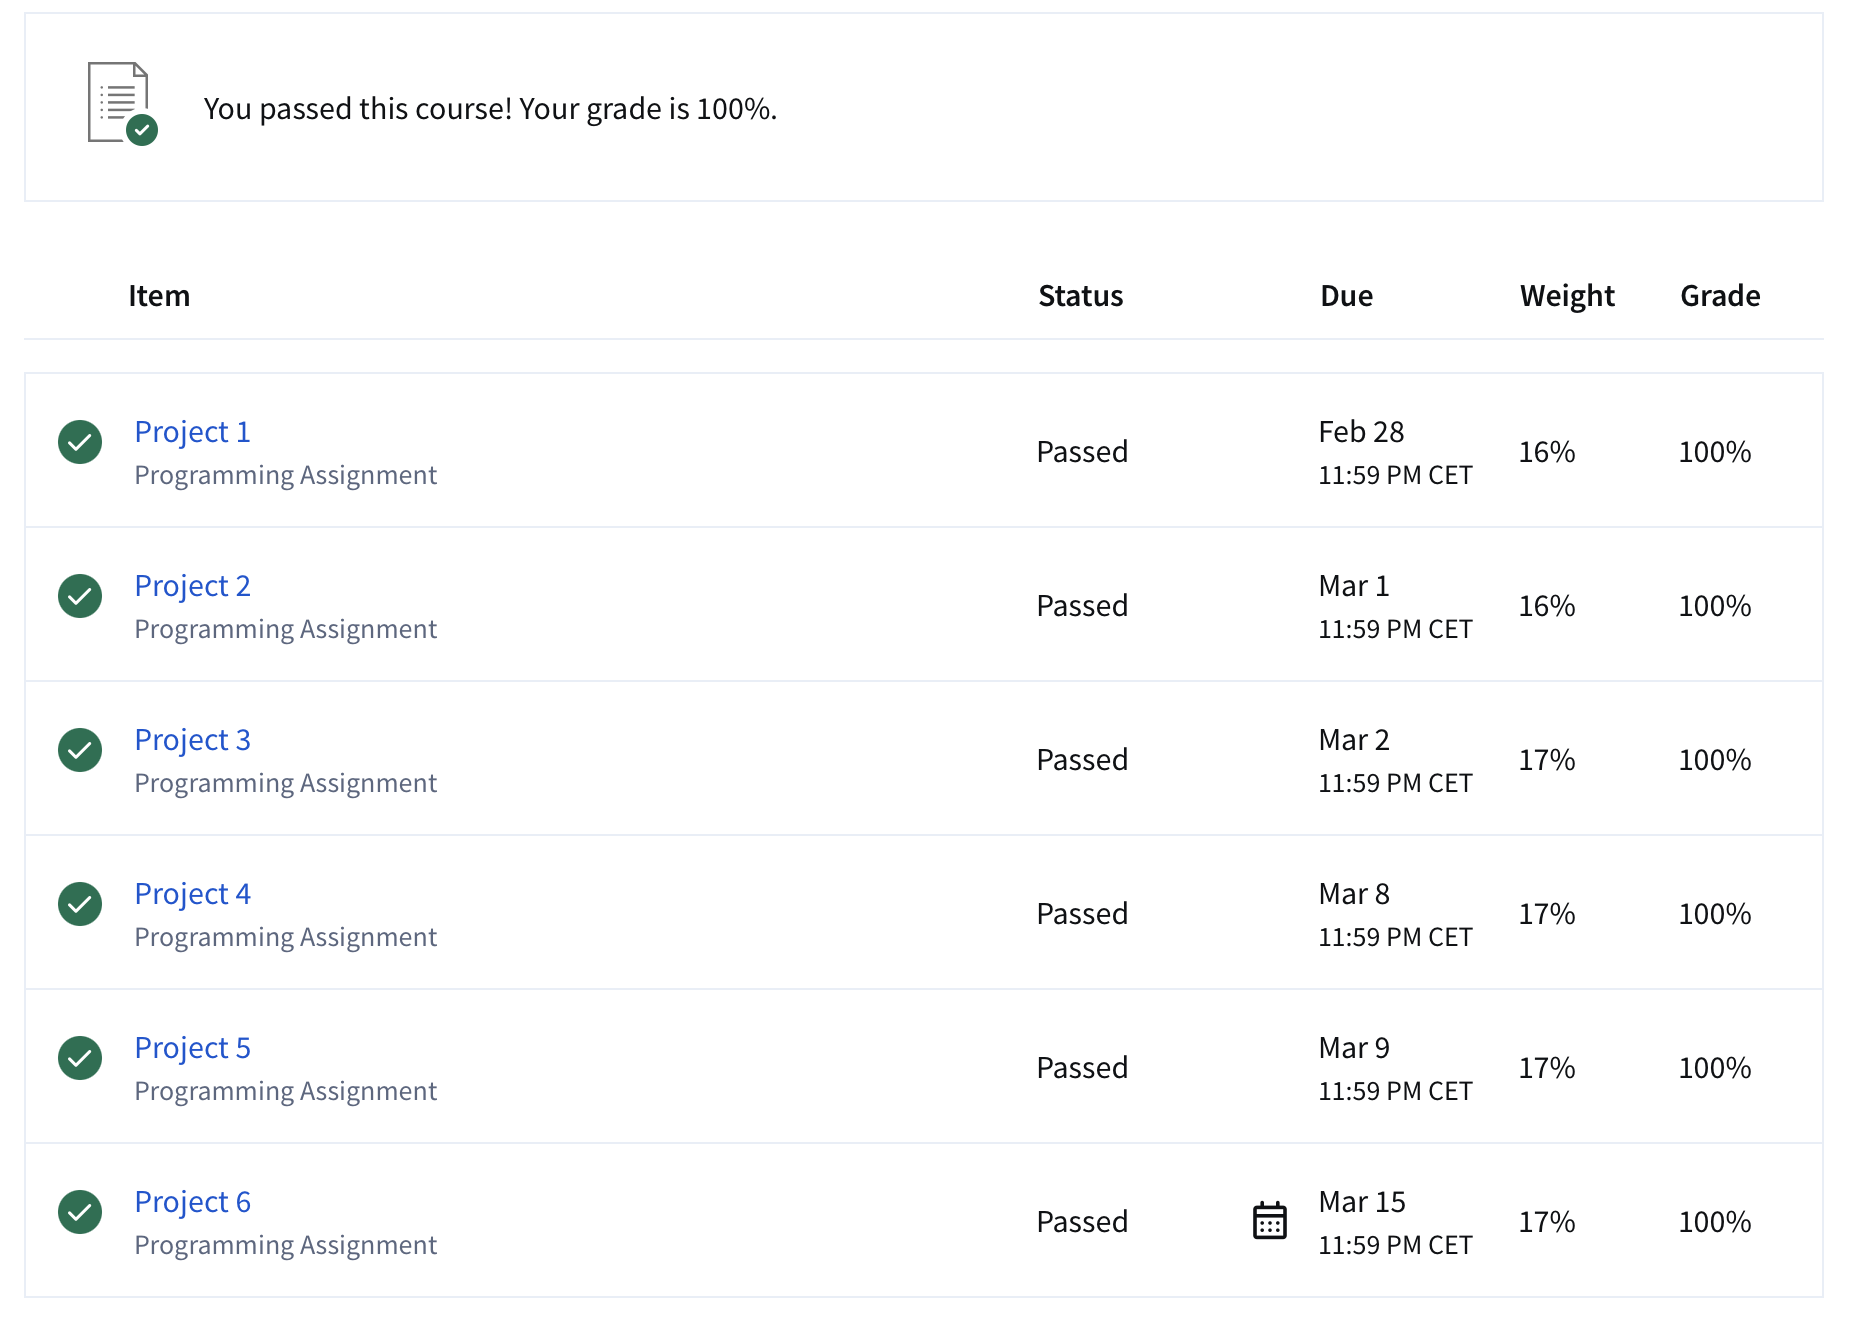 You passed this course! Your grade is 100%.
Item Status Due Weight Grade
Project 1
Programming Assignment
Passed
Feb 28
11:59 PM CET
16%
100%
Project 2
Programming Assignment
Passed
Mar 1
11:59 PM CET
16%
100%
Project 3
Programming Assignment
Passed
Mar 2
11:59 PM CET
17%
100%
Project 4
Programming Assignment
Passed
Mar 8
11:59 PM CET
17%
100%
Project 5
Programming Assignment
Passed
Mar 9
11:59 PM CET
17%
100%
Project 6
Programming Assignment
Passed
Mar 15
11:59 PM CET
17%
100%